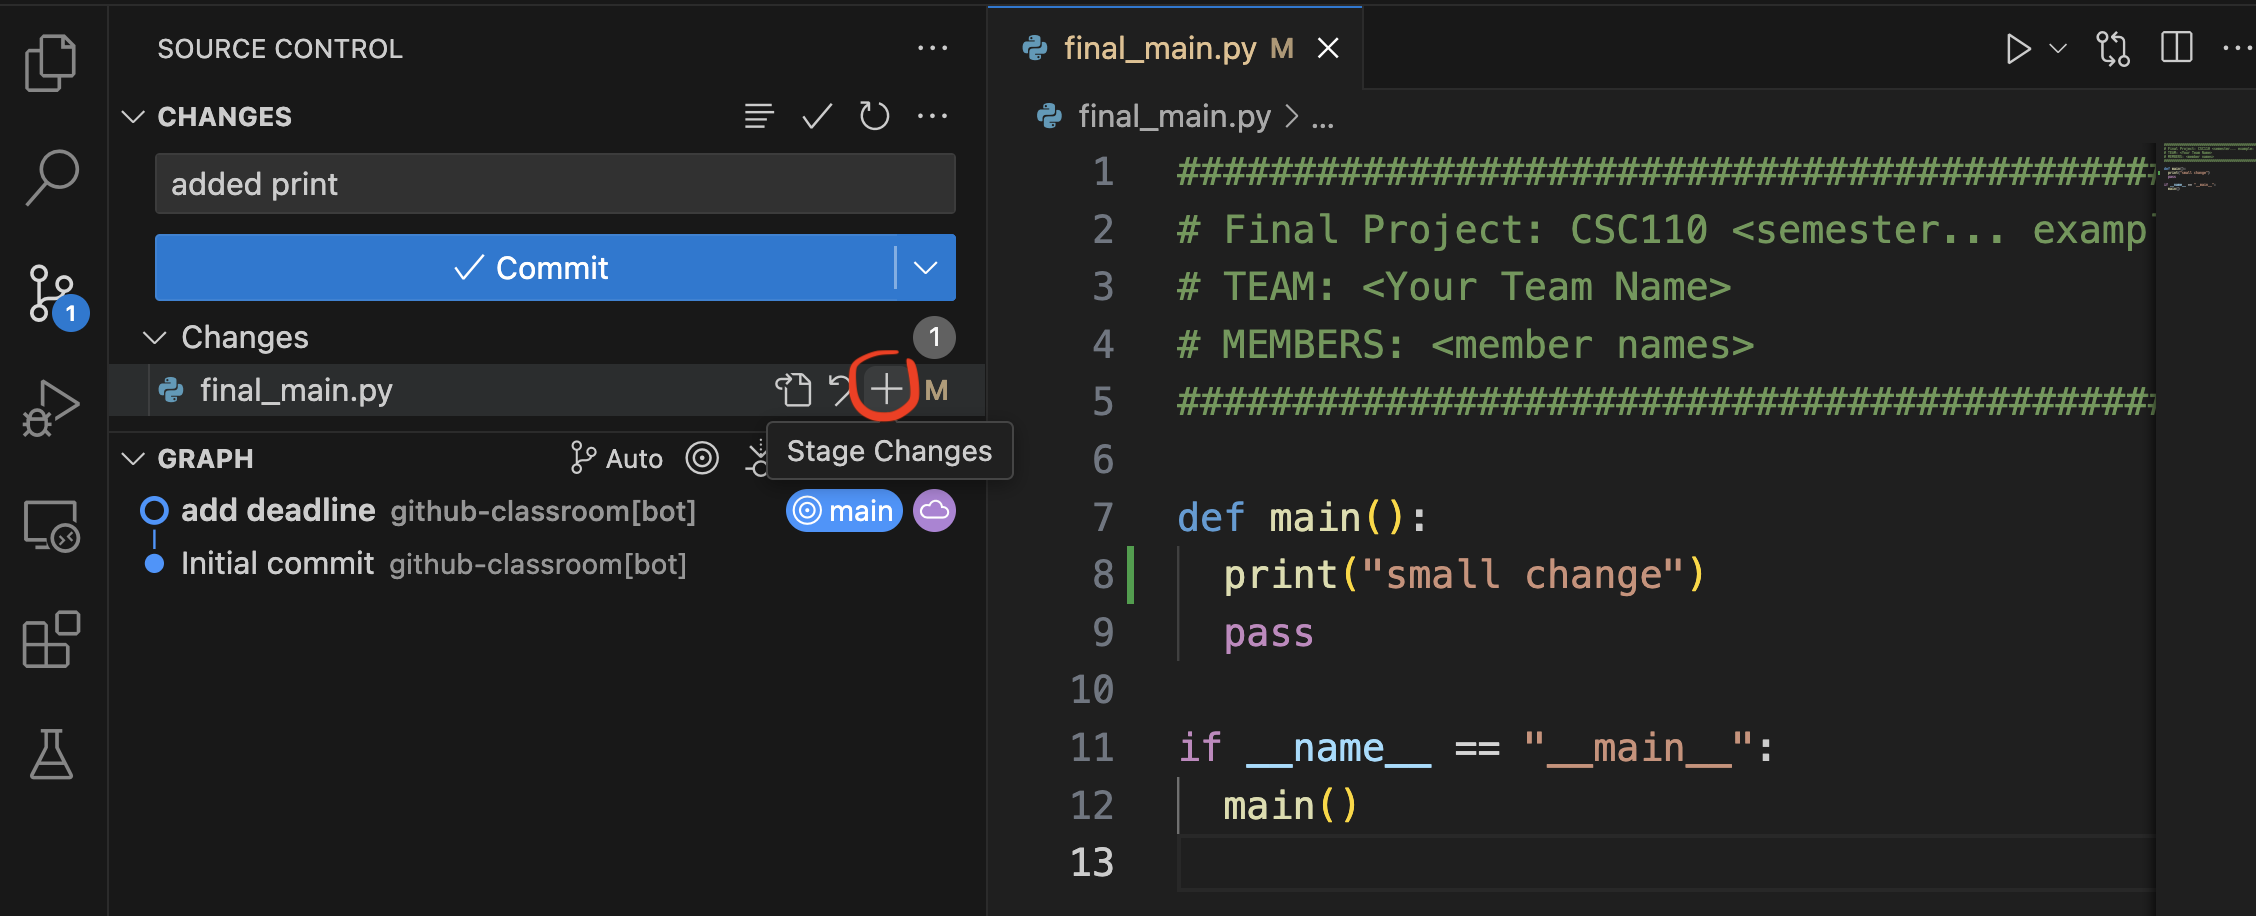 SOURCE CONTROL
CHANGES
added print
Commit
Changes
1
final_main.py
M
Stage Changes
GRAPH
Auto
add deadline github-classroom[bot]
main
Initial commit github-classroom[bot]
1
final_main.py M
final_main.py > ...
1 ##########################################
2 # Final Project: CSC110 <semester... examp
3 # TEAM: <Your Team Name>
4 # MEMBERS: <member names>
5 ##########################################
6
7 def main():
8 print("small change")
9 pass
10
11 if __name__ == "__main__":
12 main()
13